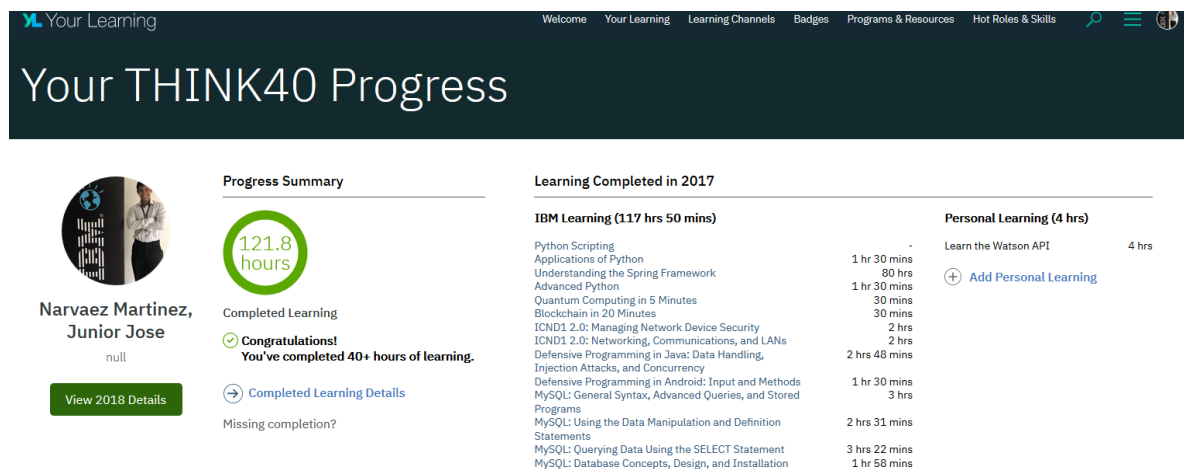 YL Your Learning
Welcome Your Learning Learning Channels Badges Programs & Resources Hot Roles & Skills
Your THINK40 Progress
IBM
Narvaez Martinez,
Junior Jose
null
View 2018 Details
Progress Summary
121.8
hours
Completed Learning
Congratulations!
You've completed 40+ hours of learning.
Completed Learning Details
Missing completion?
Learning Completed in 2017
IBM Learning (117 hrs 50 mins)
Python Scripting -
Applications of Python 1 hr 30 mins
Understanding the Spring Framework 80 hrs
Advanced Python 1 hr 30 mins
Quantum Computing in 5 Minutes 30 mins
Blockchain in 20 Minutes 30 mins
ICND1 2.0: Managing Network Device Security 2 hrs
ICND1 2.0: Networking, Communications, and LANs 2 hrs
Defensive Programming in Java: Data Handling, 2 hrs 48 mins
Injection Attacks, and Concurrency
Defensive Programming in Android: Input and Methods 1 hr 30 mins
MySQL: General Syntax, Advanced Queries, and Stored 3 hrs
Programs
MySQL: Using the Data Manipulation and Definition 2 hrs 31 mins
Statements
MySQL: Querying Data Using the SELECT Statement 3 hrs 22 mins
MySQL: Database Concepts, Design, and Installation 1 hr 58 mins
Personal Learning (4 hrs)
Learn the Watson API 4 hrs
Add Personal Learning